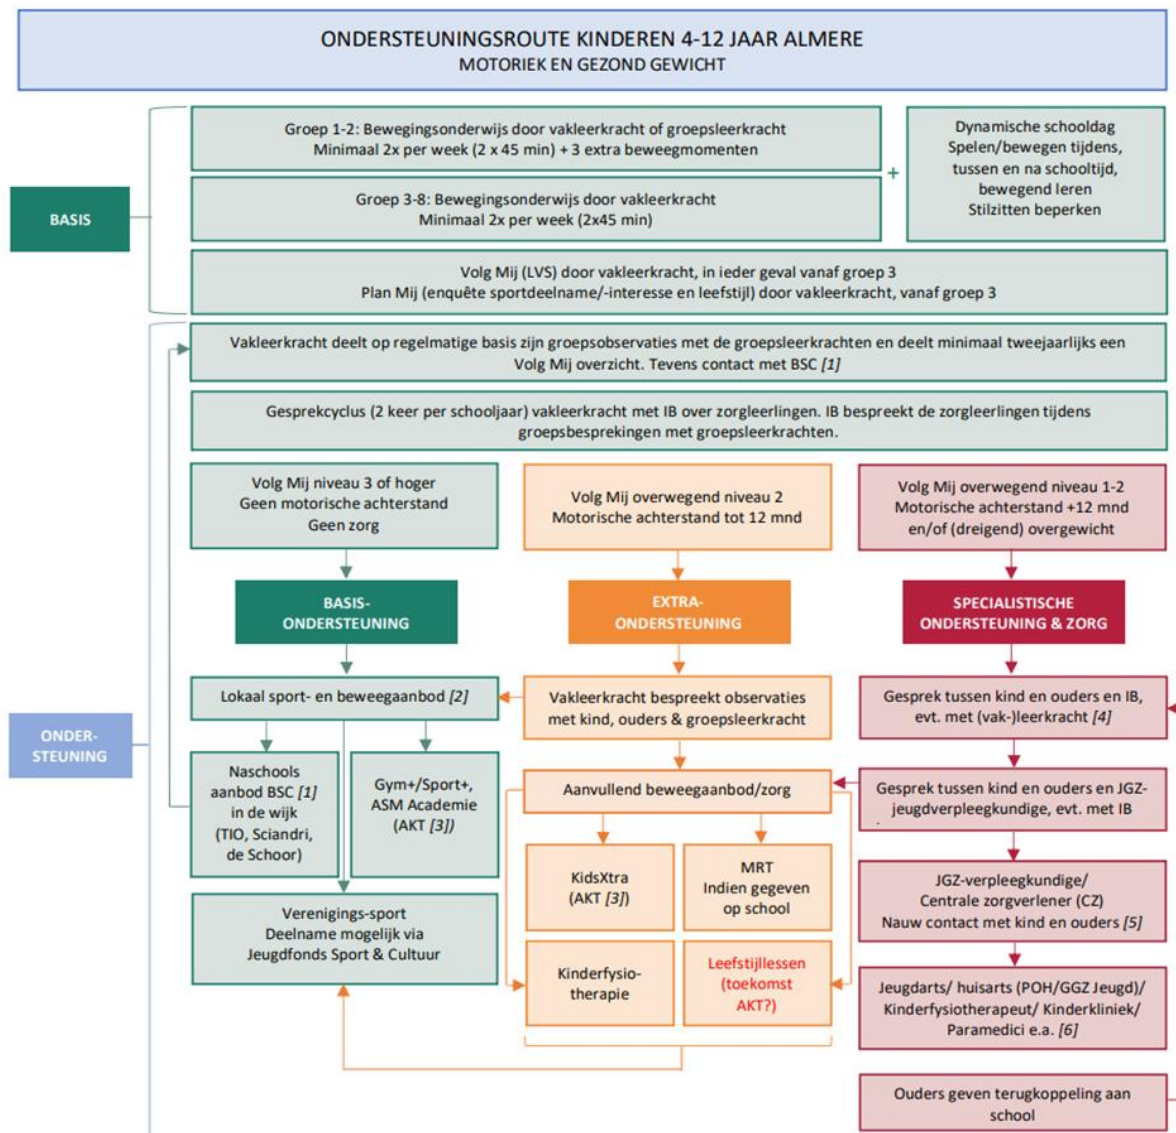 ONDERSTEUNINGSROUTE KINDEREN 4-12 JAAR ALMERE
MOTORIEK EN GEZOND GEWICHT
BASIS
Groep 1-2: Bewegingsonderwijs door vakleerkracht of groepsleerkracht
Minimaal 2x per week (2 x 45 min) + 3 extra beweegmomenten
Groep 3-8: Bewegingsonderwijs door vakleerkracht
Minimaal 2x per week (2x45 min)
+
Dynamische schooldag
Spelen/bewegen tijdens,
tussen en na schooltijd,
bewegend leren
Stilzitten beperken
Volg Mij (LVS) door vakleerkracht, in ieder geval vanaf groep 3
Plan Mij (enquête sportdeelname/-interesse en leefstijl) door vakleerkracht, vanaf groep 3
ONDER-
STEUNING
Vakleerkracht deelt op regelmatige basis zijn groepsobservaties met de groepsleerkrachten en deelt minimaal tweejaarlijks een
Volg Mij overzicht. Tevens contact met BSC [1]
Gesprekcyclus (2 keer per schooljaar) vakleerkracht met IB over zorgleerlingen. IB bespreekt de zorgleerlingen tijdens
groepsbesprekingen met groepsleerkrachten.
Volg Mij niveau 3 of hoger
Geen motorische achterstand
Geen zorg
BASIS-
ONDERSTEUNING
Lokaal sport- en beweegaanbod [2]
Naschools
aanbod BSC [1]
in de wijk
(TIO, Sciandri,
de Schoor)
Gym+/Sport+,
ASM Academie
(AKT [3])
Verenigings-sport
Deelname mogelijk via
Jeugdfonds Sport & Cultuur
Volg Mij overwegend niveau 2
Motorische achterstand tot 12 mnd
EXTRA-
ONDERSTEUNING
Vakleerkracht bespreekt observaties
met kind, ouders & groepsleerkracht
Aanvullend beweegaanbod/zorg
KidsXtra
(AKT [3])
MRT
Indien gegeven
op school
Kinderfysio-
therapie
Leefstijllessen
(toekomst
AKT?)
Volg Mij overwegend niveau 1-2
Motorische achterstand +12 mnd
en/of (dreigend) overgewicht
SPECIALISTISCHE
ONDERSTEUNING & ZORG
Gesprek tussen kind en ouders en IB,
evt. met (vak-)leerkracht [4]
Gesprek tussen kind en ouders en JGZ-
jeugdverpleegkundige, evt. met IB
.
JGZ-verpleegkundige/
Centrale zorgverlener (CZ)
Nauw contact met kind en ouders [5]
Jeugdarts/ huisarts (POH/GGZ Jeugd)/
Kinderfysiotherapeut/ Kinderkliniek/
Paramedici e.a. [6]
Ouders geven terugkoppeling aan
school